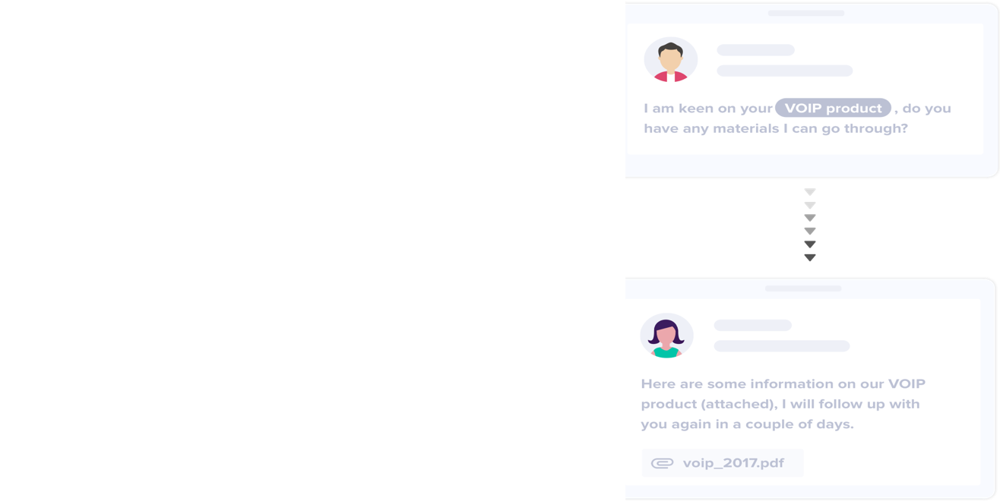 I am keen on your VOIP product , do you
have any materials I can go through?
Here are some information on our VOIP
product (attached), I will follow up with
you again in a couple of days.
voip_2017.pdf